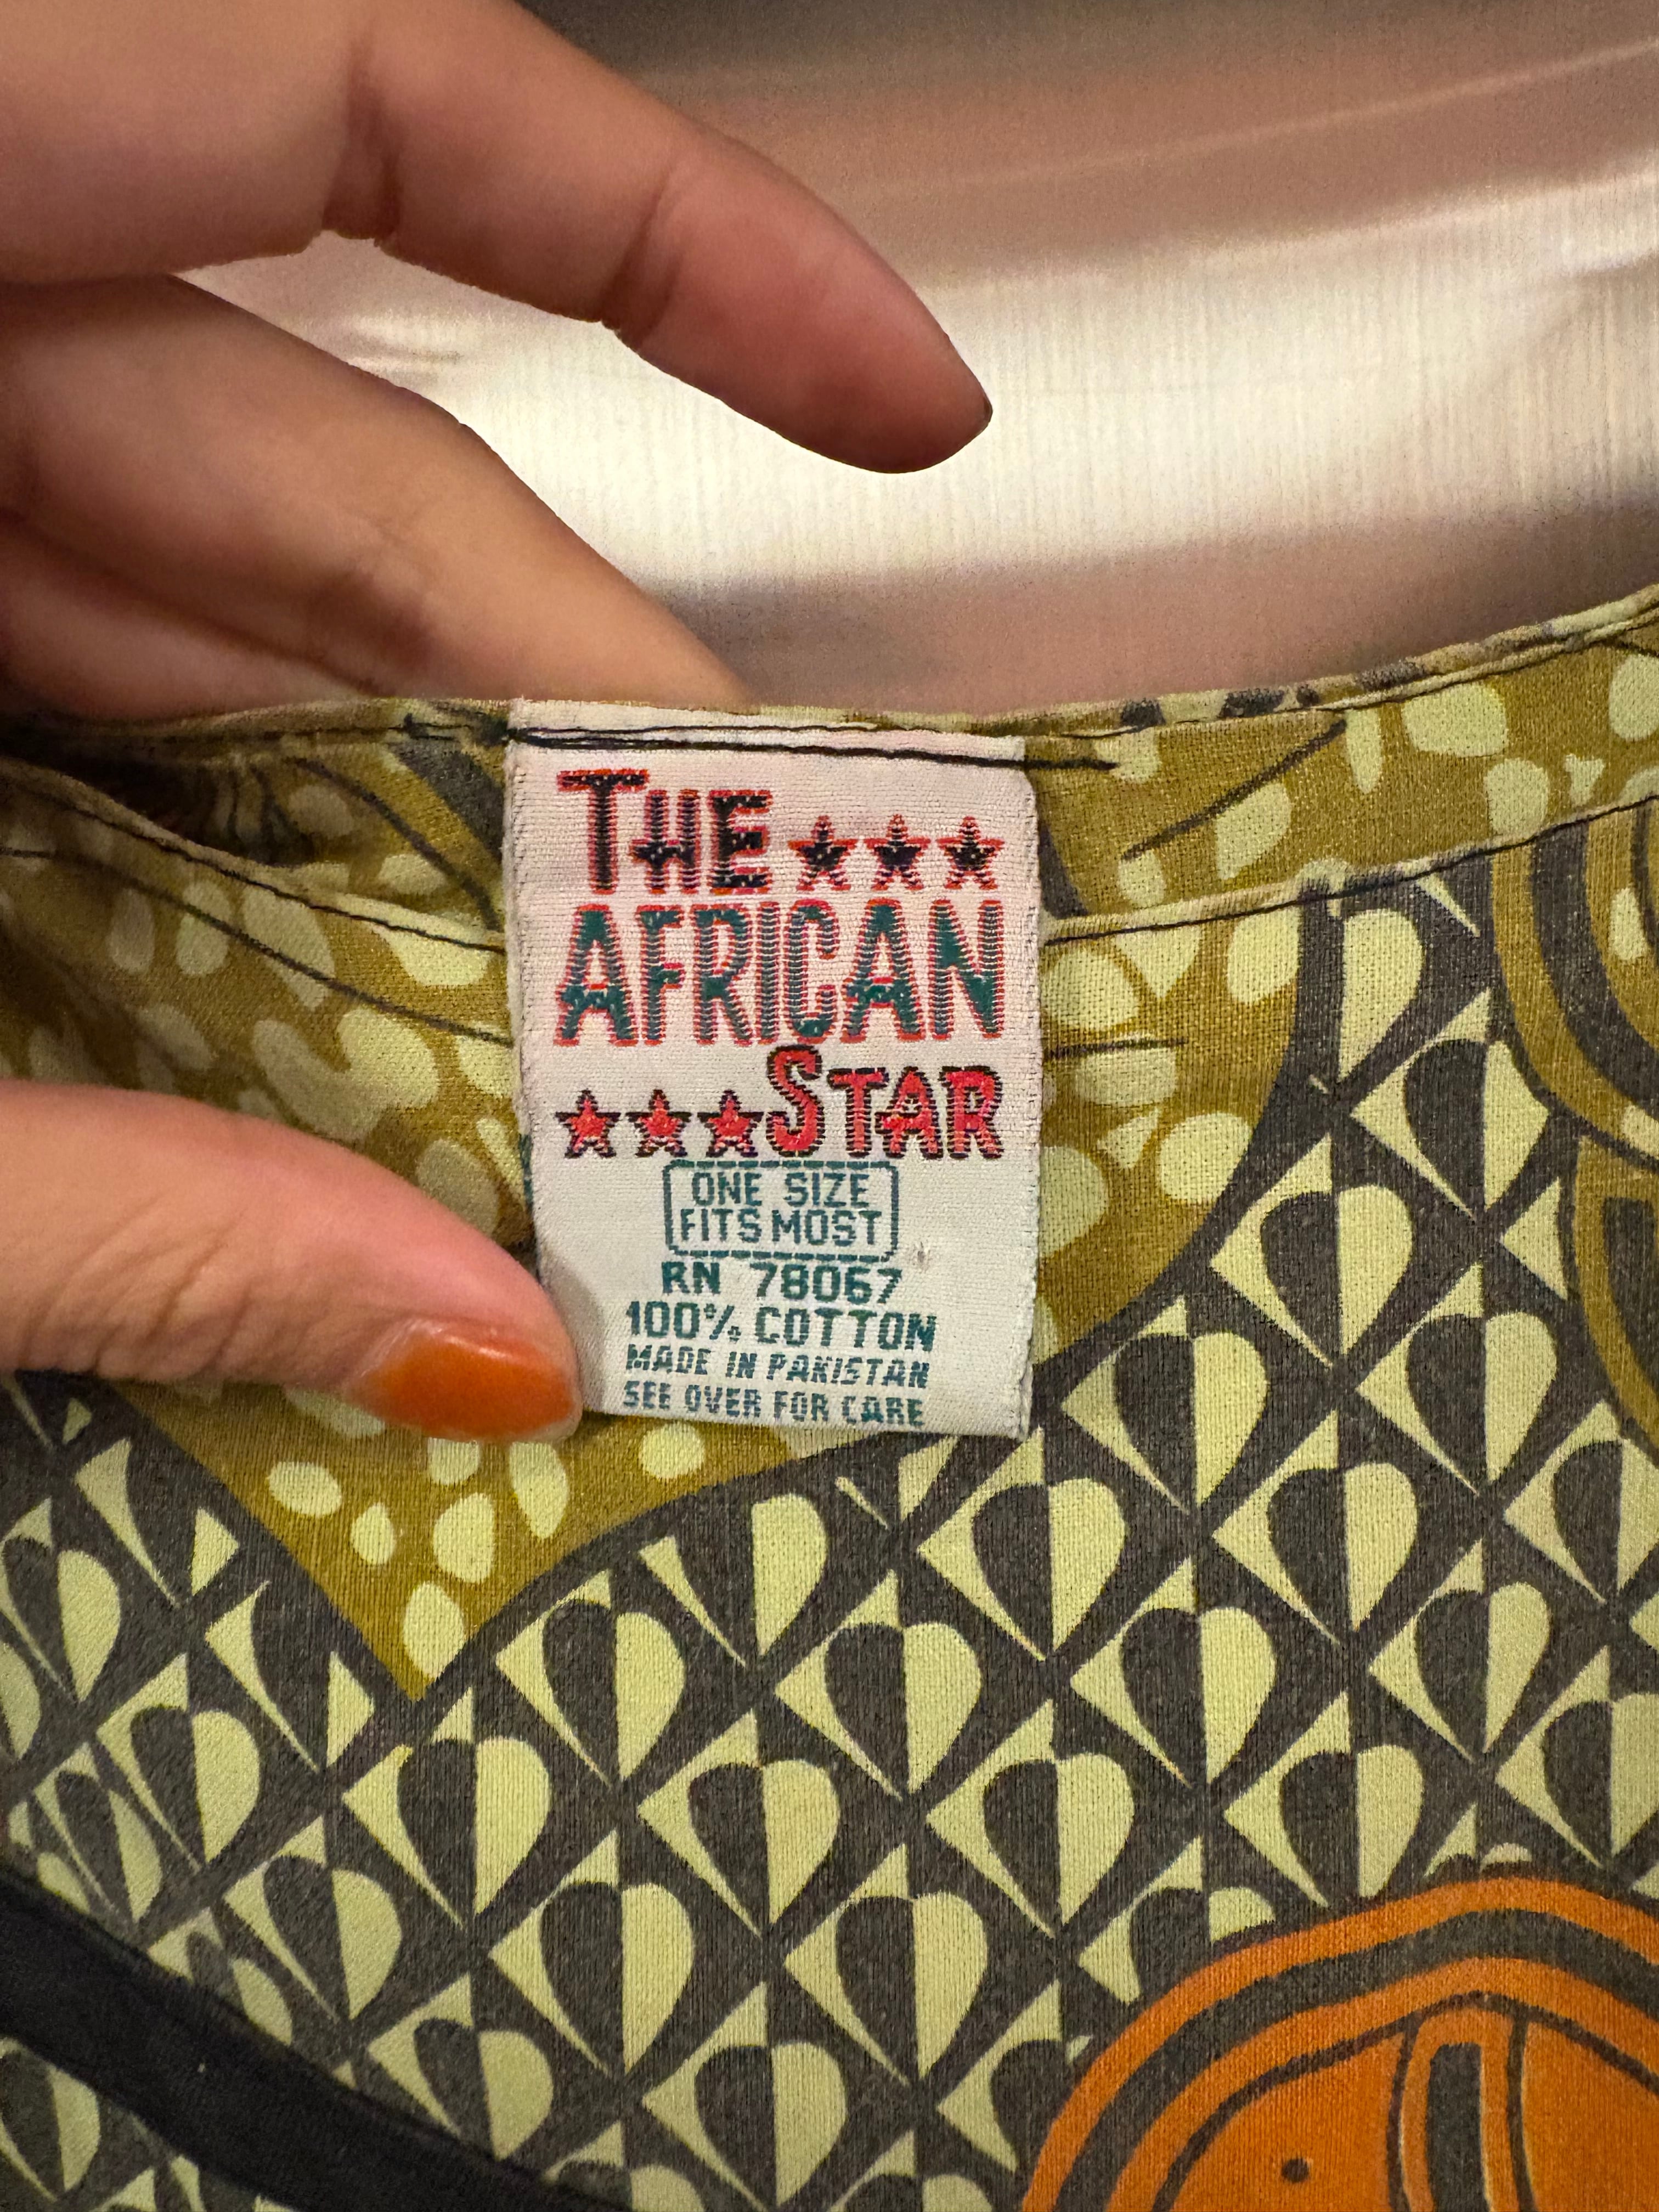 THE ★★★
AFRICAN
★★★ STAR
ONE SIZE
FITS MOST
RN 78067
100% COTTON
MADE IN PAKISTAN
SEE OVER FOR CARE